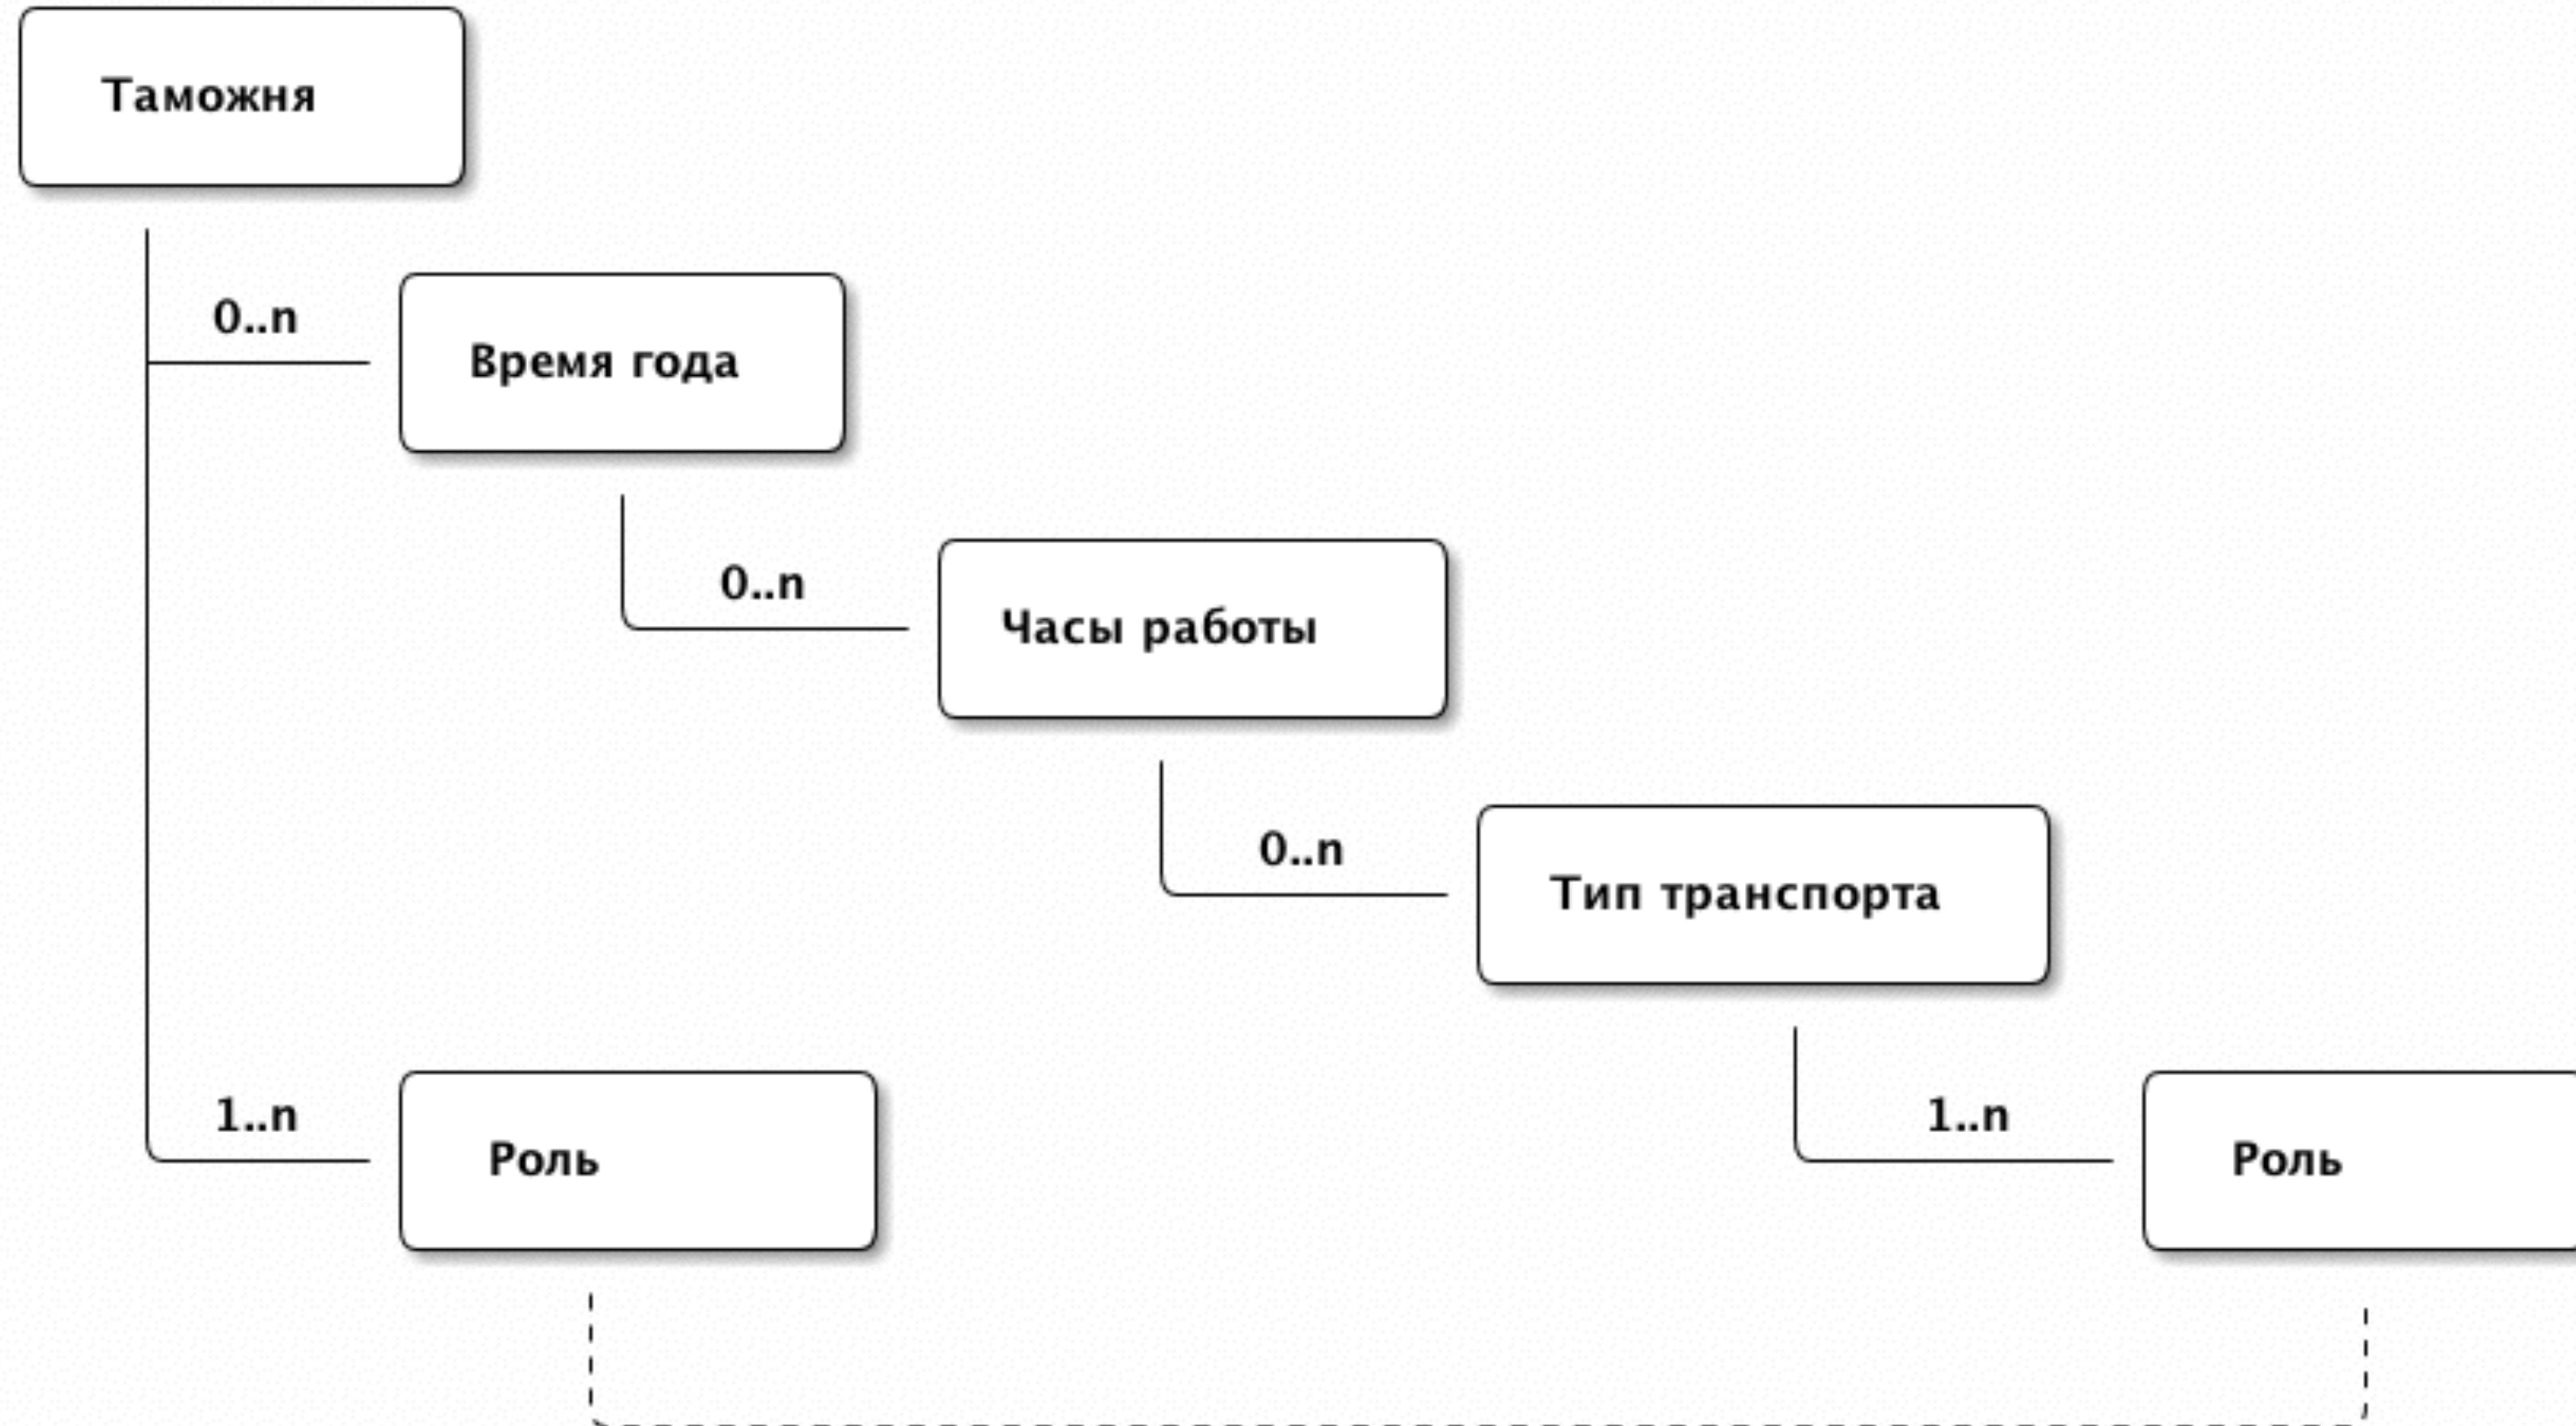 Таможня
0..n
Время года
0..n
Часы работы
0..n
Тип транспорта
1..n
Роль
1..n
Роль